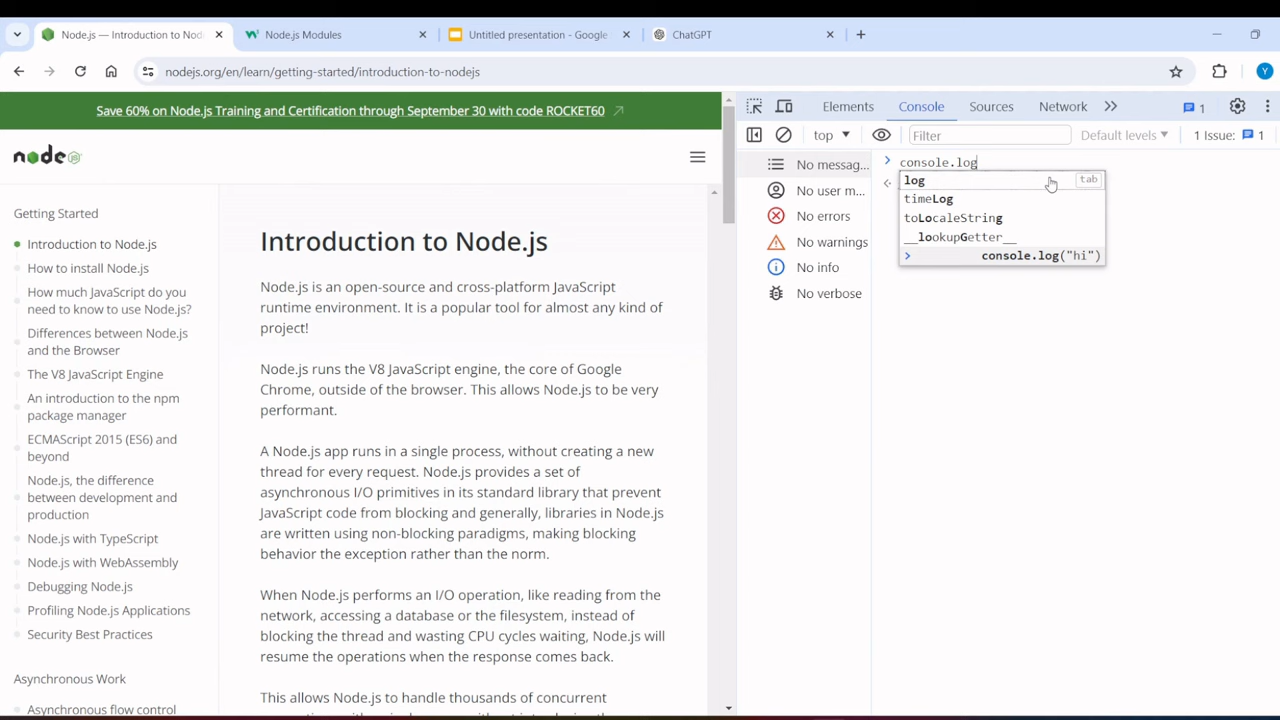 Node.js — Introduction to Nod
Node.js Modules
Untitled presentation - Google
ChatGPT
nodejs.org/en/learn/getting-started/introduction-to-nodejs
Y
Save 60% on Node.js Training and Certification through September 30 with code ROCKET60
node
Getting Started
Introduction to Node.js
How to install Node.js
How much JavaScript do you
need to know to use Node.js?
Differences between Node.js
and the Browser
The V8 JavaScript Engine
An introduction to the npm
package manager
ECMAScript 2015 (ES6) and
beyond
Node.js, the difference
between development and
production
Node.js with TypeScript
Node.js with WebAssembly
Debugging Node.js
Profiling Node.js Applications
Security Best Practices
Asynchronous Work
Asynchronous flow control
Introduction to Node.js
Node.js is an open-source and cross-platform JavaScript
runtime environment. It is a popular tool for almost any kind of
project!
Node.js runs the V8 JavaScript engine, the core of Google
Chrome, outside of the browser. This allows Node.js to be very
performant.
A Node.js app runs in a single process, without creating a new
thread for every request. Node.js provides a set of
asynchronous I/O primitives in its standard library that prevent
JavaScript code from blocking and generally, libraries in Node.js
are written using non-blocking paradigms, making blocking
behavior the exception rather than the norm.
When Node.js performs an I/O operation, like reading from the
network, accessing a database or the filesystem, instead of
blocking the thread and wasting CPU cycles waiting, Node.js will
resume the operations when the response comes back.
This allows Node.js to handle thousands of concurrent
Elements Console Sources Network 1
top Filter Default levels 1 Issue: 1
No messag...
No user m...
No errors
No warnings
No info
No verbose
console.log
log tab
timeLog
toLocaleString
__lookupGetter__
console.log("hi")